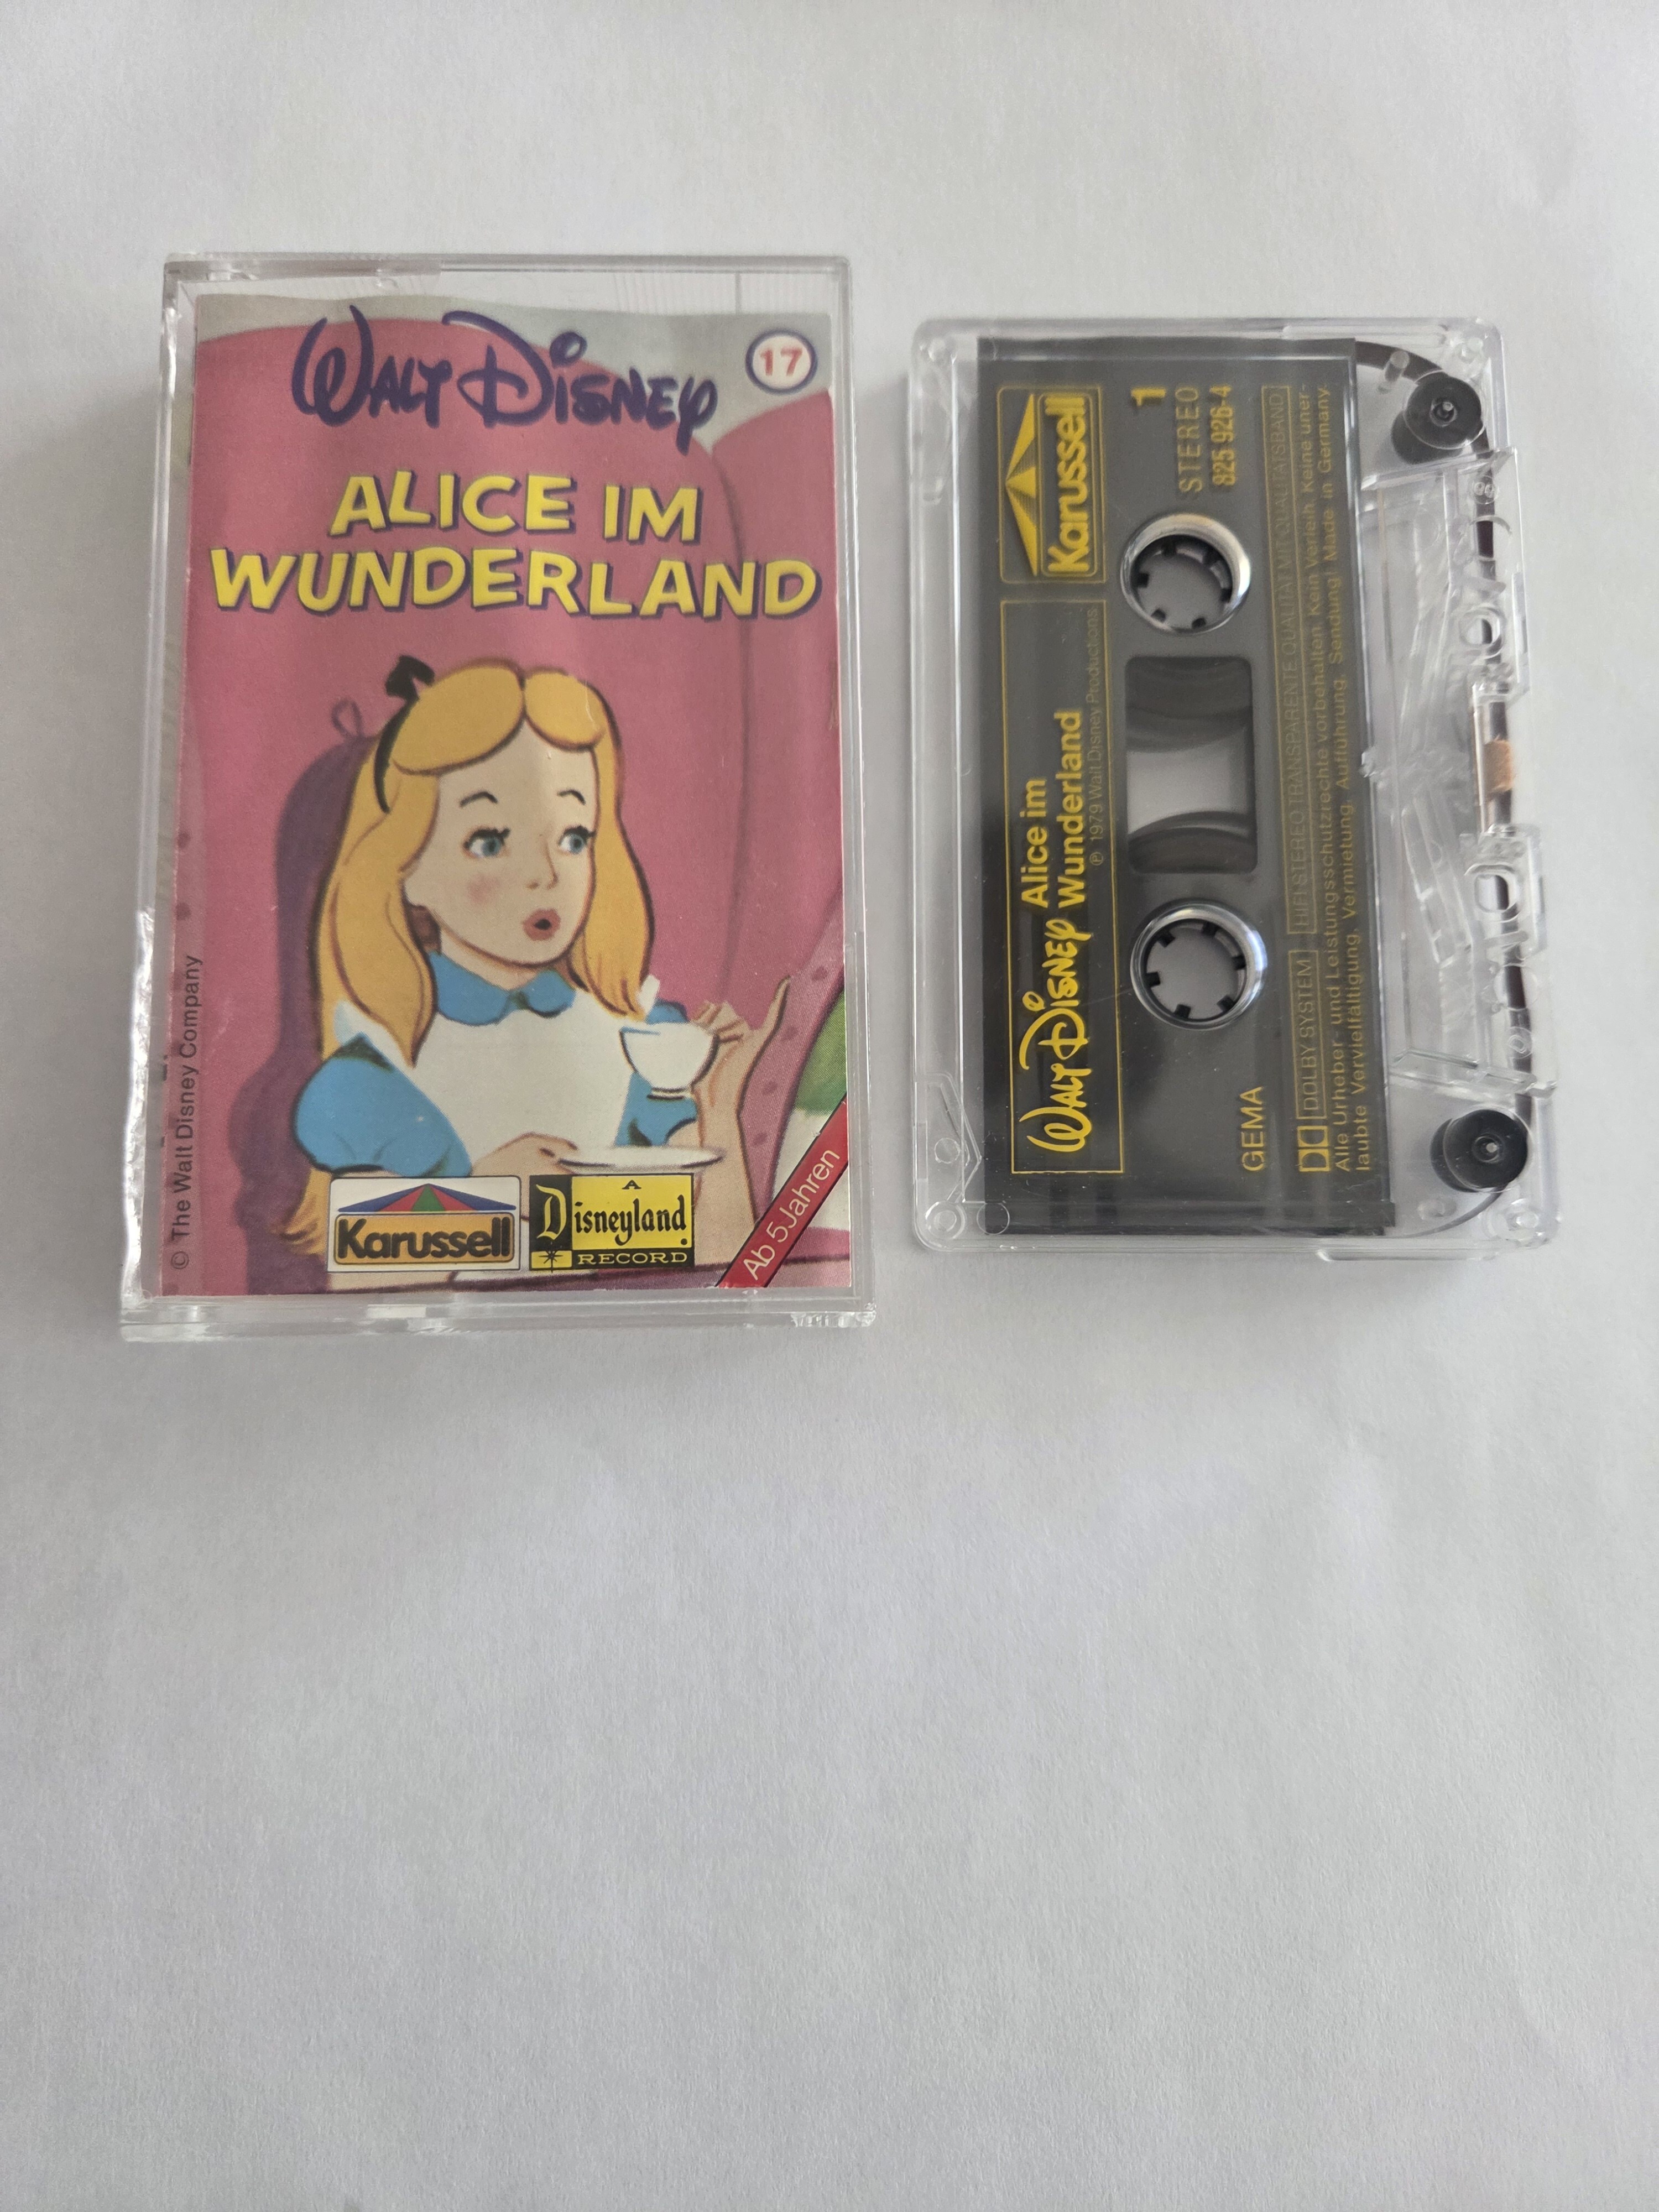 WALT DISNEY
17
ALICE IM
WUNDERLAND
© The Walt Disney Company
Karussell
A
Disneyland
RECORD
Ab 5 Jahren
Karussell
WALT DISNEY Alice im
Wunderland
℗ 1979 Walt Disney Productions
1
STEREO
825 926-4
GEMA
DOLBY SYSTEM
HIFI STEREO TRANSPARENTE QUALITÄT MIT QUALITÄTSBAND
Alle Urheber- und Leistungsschutzrechte vorbehalten. Kein Verleih. Keine uner-
laubte Vervielfältigung, Vermietung, Aufführung, Sendung! Made in Germany